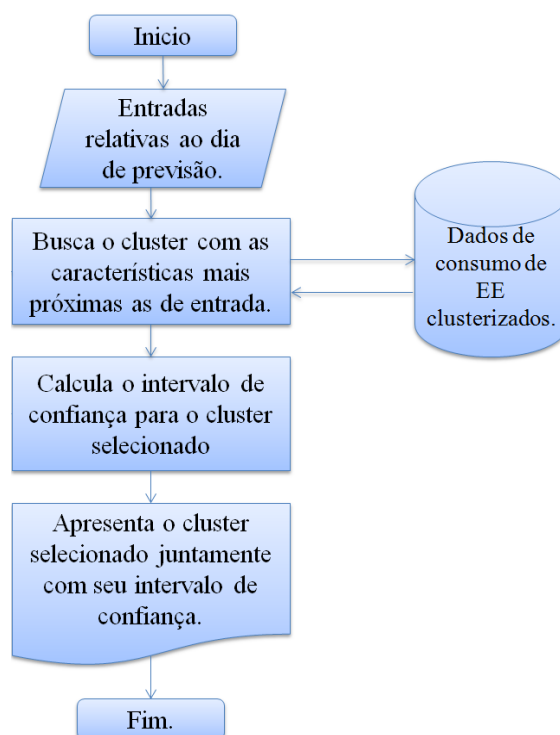 Inicio
Entradas
relativas ao dia
de previsão.
Busca o cluster com as
características mais
próximas as de entrada.
Dados de
consumo de
EE
clusterizados.
Calcula o intervalo de
confiança para o cluster
selecionado
Apresenta o cluster
selecionado juntamente
com seu intervalo de
confiança.
Fim.